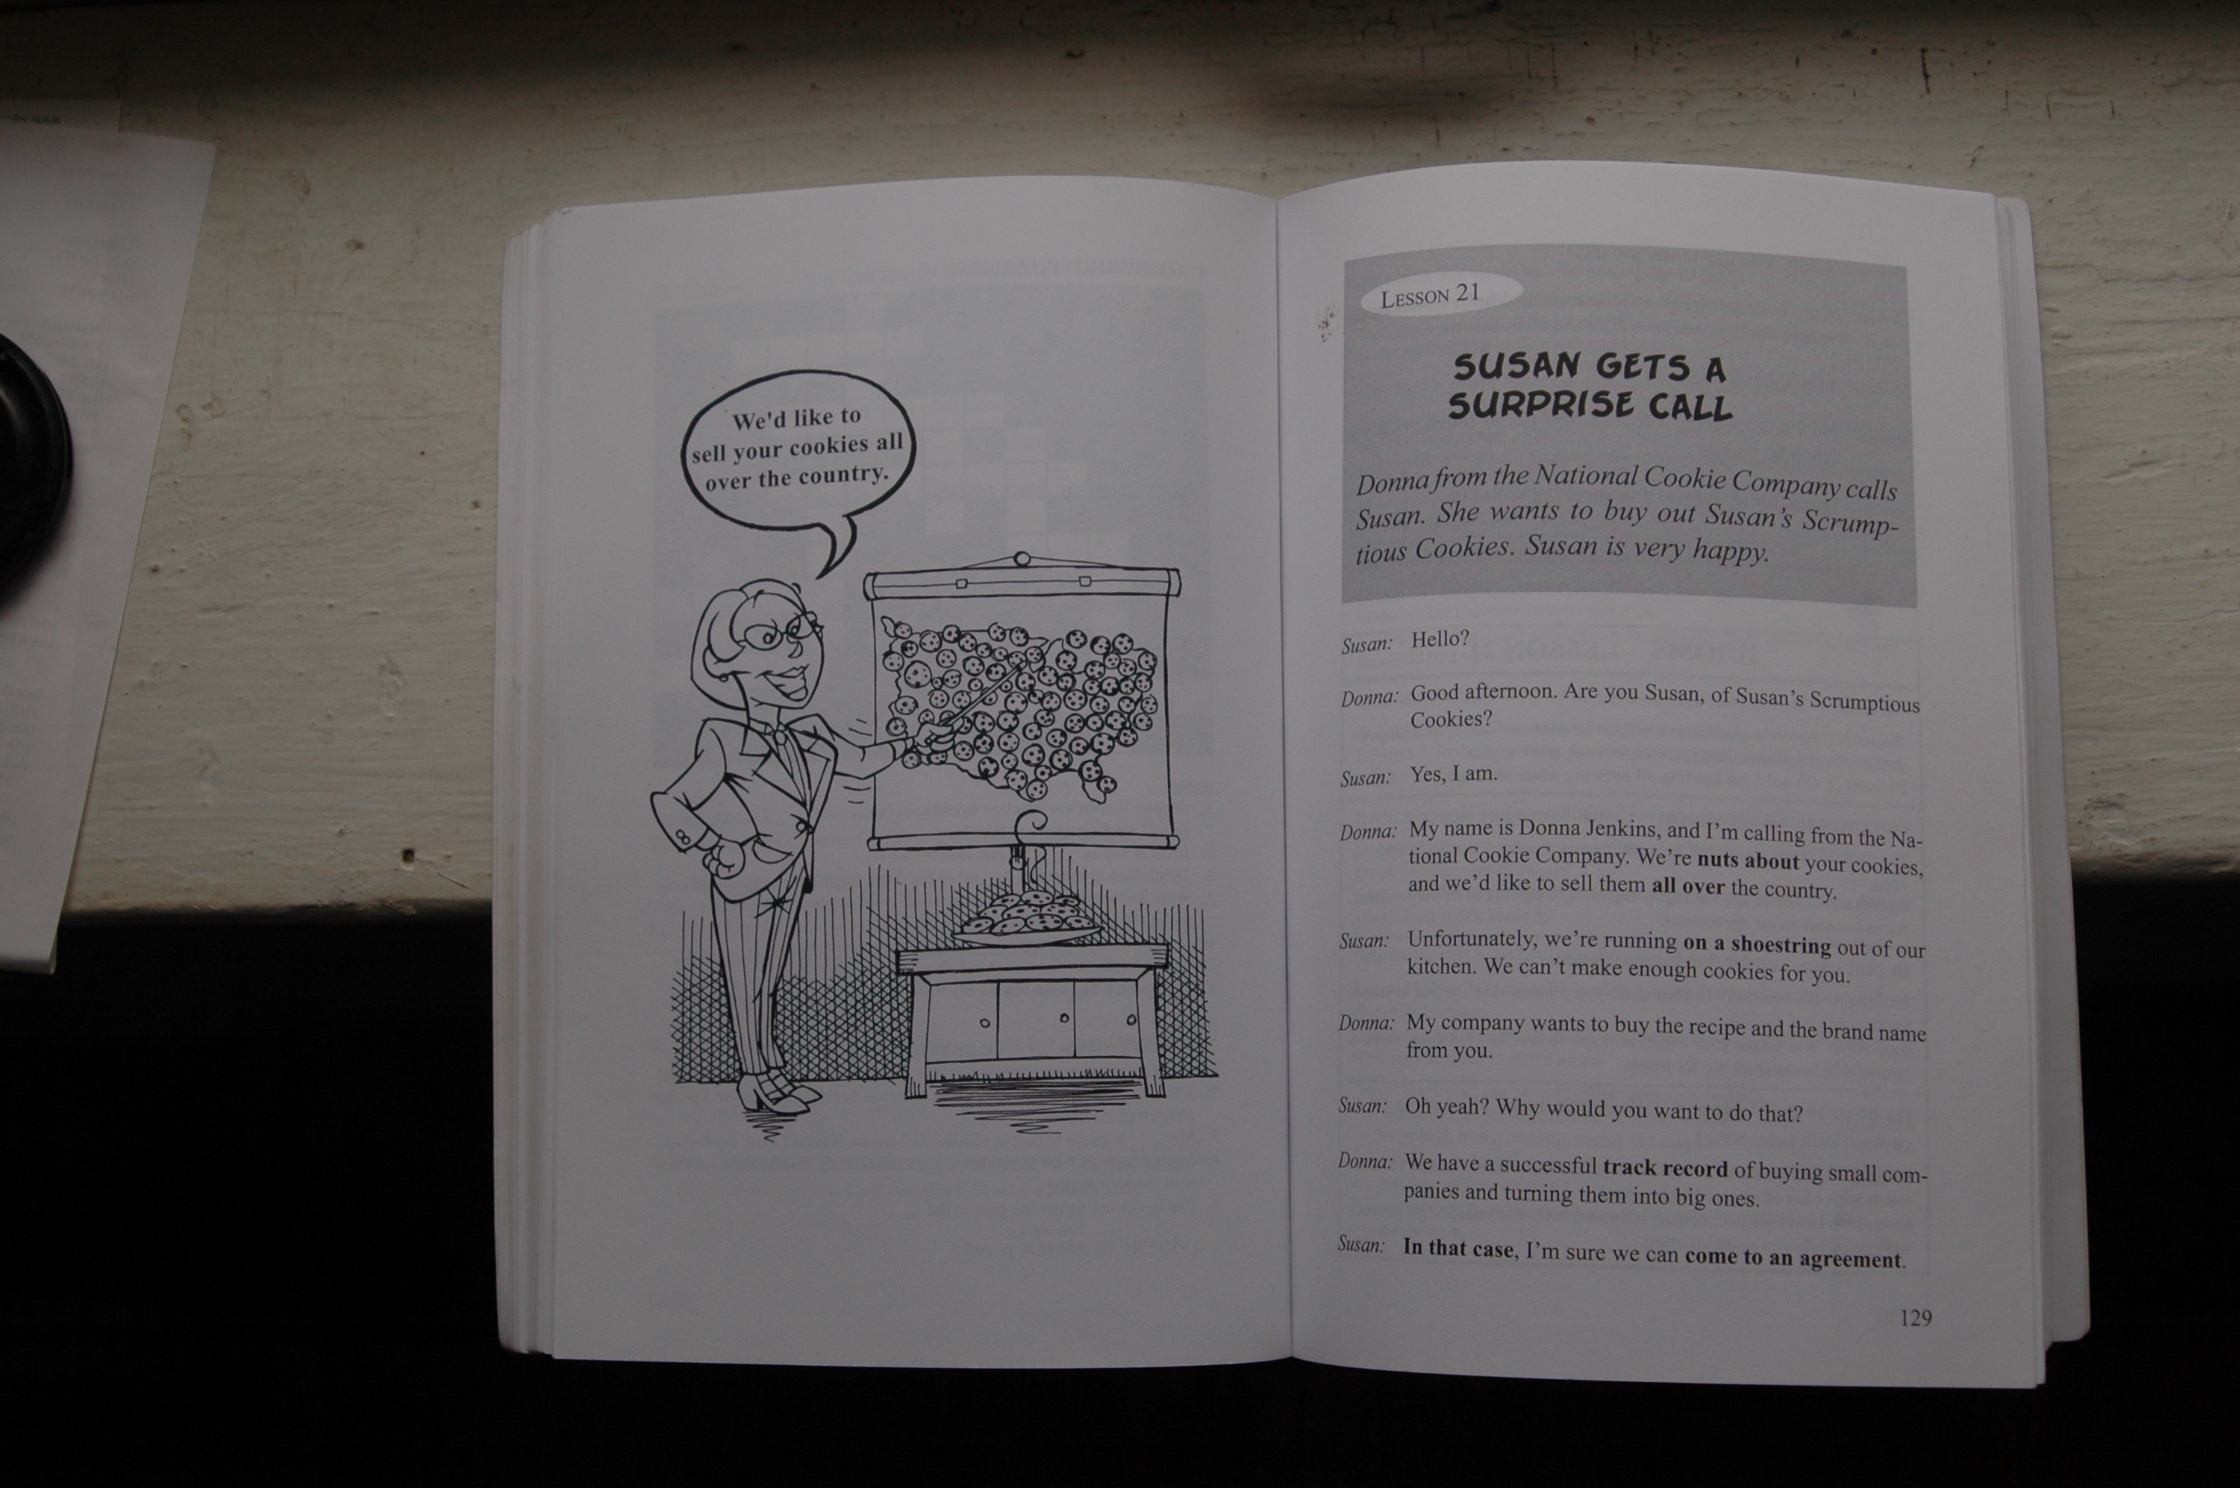 We'd like to
sell your cookies all
over the country.
LESSON 21
SUSAN GETS A
SURPRISE CALL
Donna from the National Cookie Company calls
Susan. She wants to buy out Susan's Scrump-
tious Cookies. Susan is very happy.
Susan: Hello?
Donna: Good afternoon. Are you Susan, of Susan's Scrumptious
Cookies?
Susan: Yes, I am.
Donna: My name is Donna Jenkins, and I'm calling from the Na-
tional Cookie Company. We're nuts about your cookies,
and we'd like to sell them all over the country.
Susan: Unfortunately, we're running on a shoestring out of our
kitchen. We can't make enough cookies for you.
Donna: My company wants to buy the recipe and the brand name
from you.
Susan: Oh yeah? Why would you want to do that?
Donna: We have a successful track record of buying small com-
panies and turning them into big ones.
Susan: In that case, I'm sure we can come to an agreement.
129